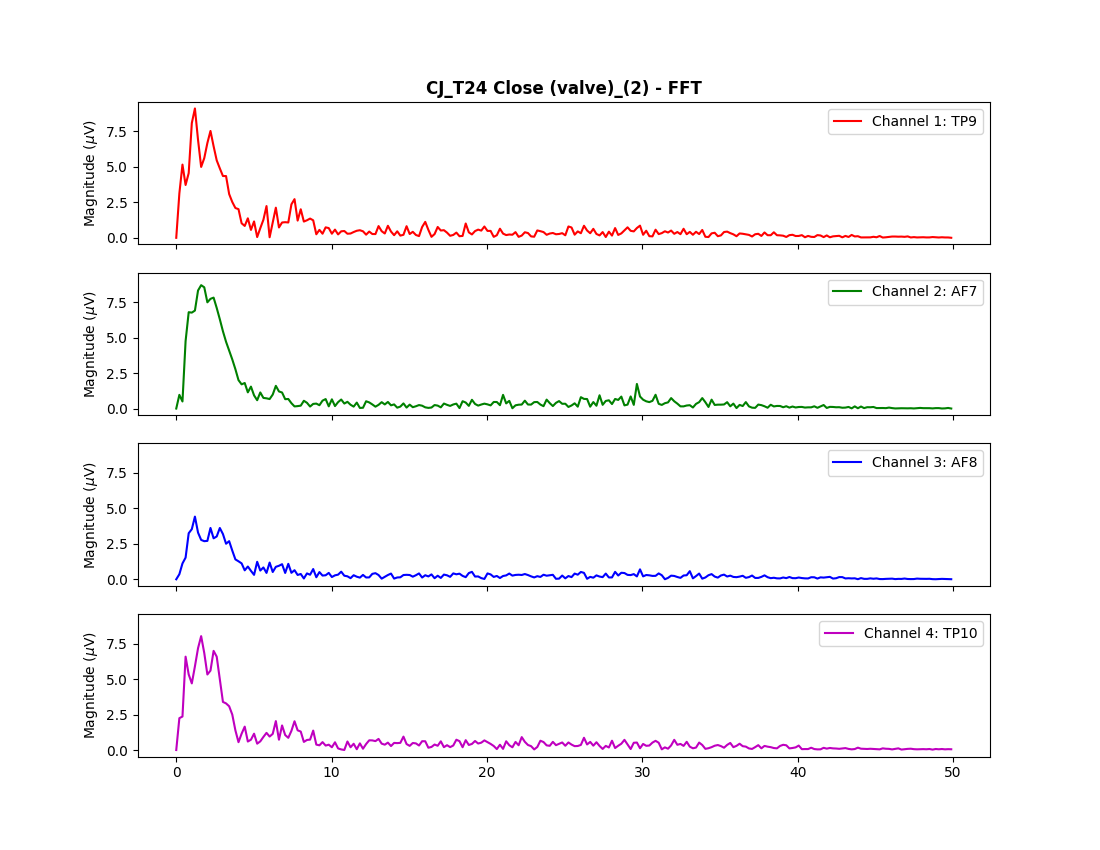 CJ_T24 Close (valve)_(2) - FFT
Channel 1: TP9
Magnitude (μV)
7.5
5.0
2.5
0.0
Channel 2: AF7
Magnitude (μV)
7.5
5.0
2.5
0.0
Channel 3: AF8
Magnitude (μV)
7.5
5.0
2.5
0.0
Channel 4: TP10
Magnitude (μV)
7.5
5.0
2.5
0.0
0 10 20 30 40 50